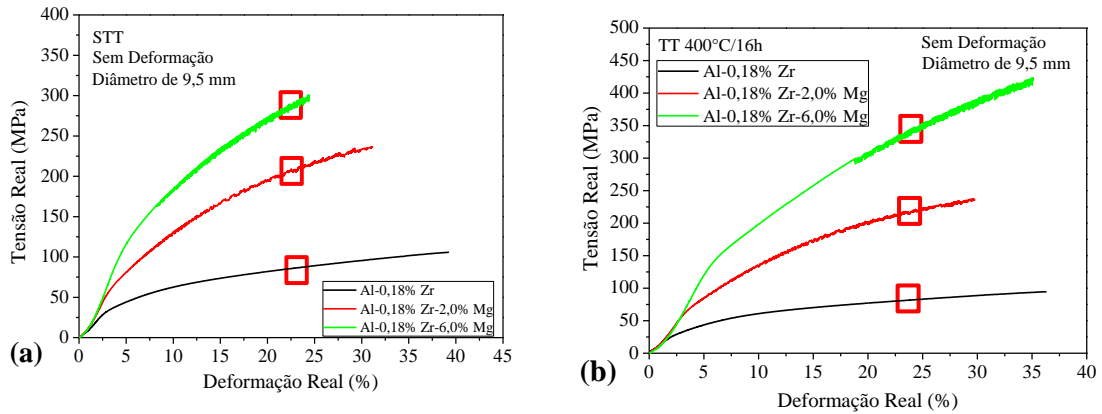 STT
Sem Deformação
Diâmetro de 9,5 mm
Tensão Real (MPa)
400
350
300
250
200
150
100
50
0
0 5 10 15 20 25 30 35 40 45
Al-0,18% Zr
Al-0,18% Zr-2,0% Mg
Al-0,18% Zr-6,0% Mg
(a)
Deformação Real (%)
TT 400°C/16h
Sem Deformação
Diâmetro de 9,5 mm
Al-0,18% Zr
Al-0,18% Zr-2,0% Mg
Al-0,18% Zr-6,0% Mg
Tensão Real (MPa)
500
450
400
350
300
250
200
150
100
50
0
0 5 10 15 20 25 30 35 40
(b)
Deformação Real (%)